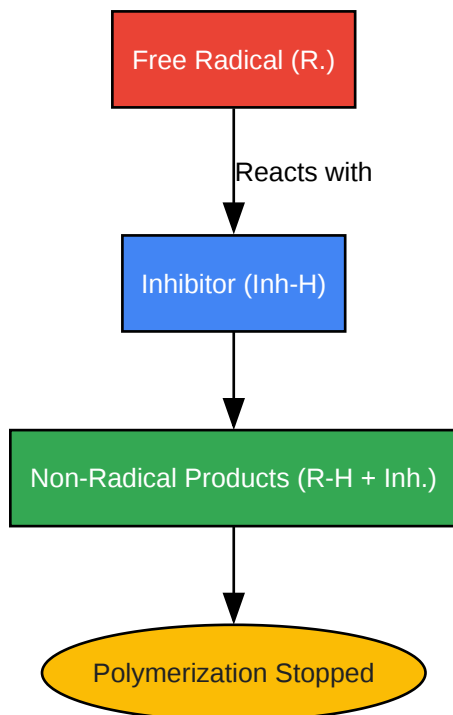 Free Radical (R.)
Reacts with
Inhibitor (Inh-H)
Non-Radical Products (R-H + Inh.)
Polymerization Stopped